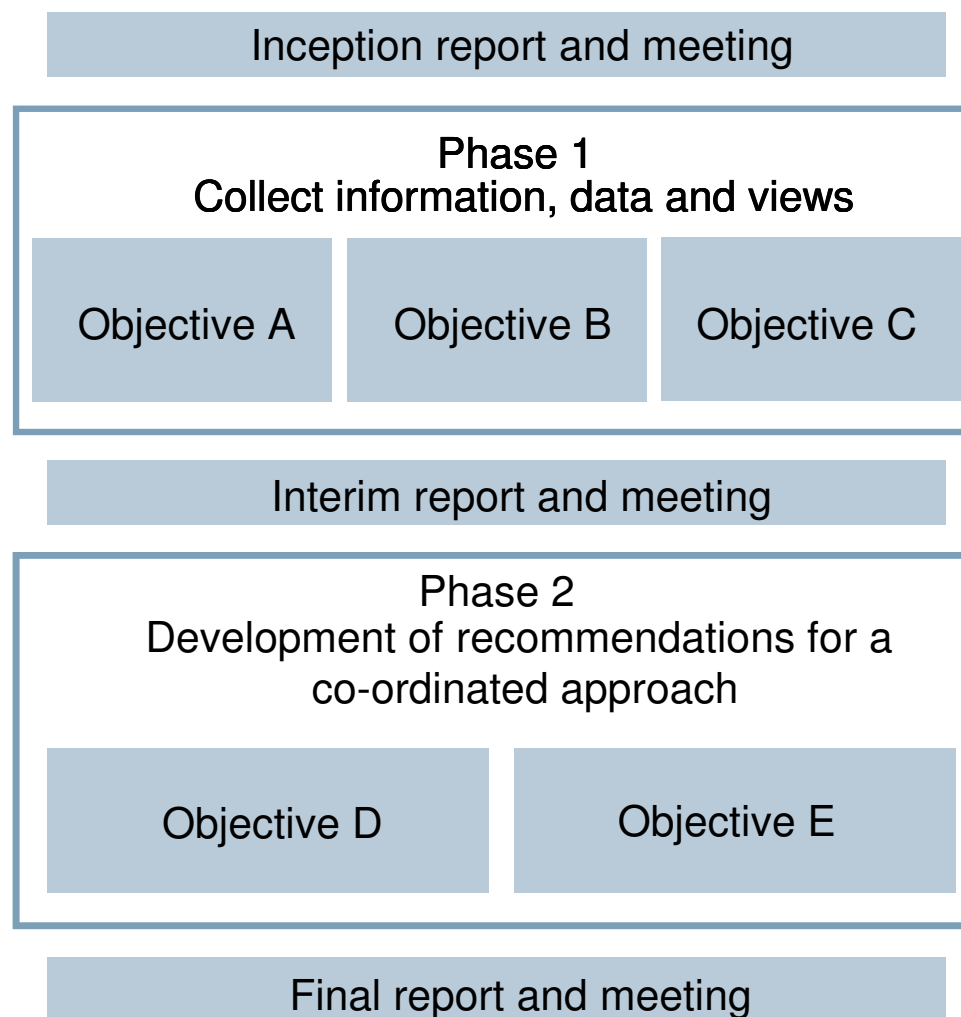 Inception report and meeting
Phase 1
Collect information, data and views
Objective A
Objective B
Objective C
Interim report and meeting
Phase 2
Development of recommendations for a
co-ordinated approach
Objective D
Objective E
Final report and meeting